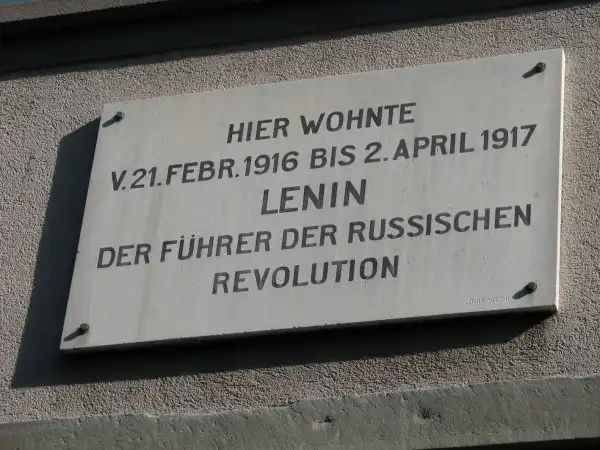 HIER WOHNTE
V. 21. FEBR. 1916 BIS 2. APRIL 1917
LENIN
DER FÜHRER DER RUSSISCHEN
REVOLUTION